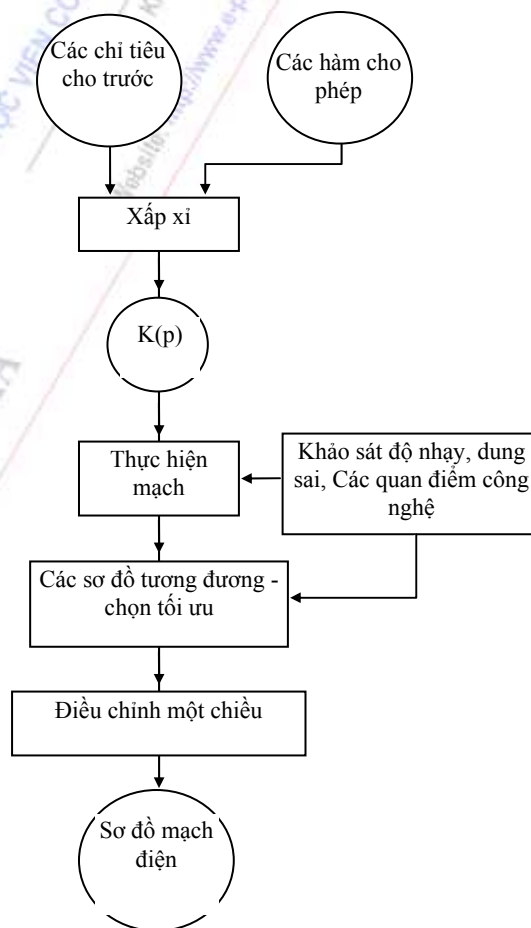 Các chỉ tiêu
cho trước
Các hàm cho
phép
Xấp xỉ
K(p)
Thực hiện
mạch
Khảo sát độ nhạy, dung
sai, Các quan điểm công
nghệ
Các sơ đồ tương đương -
chọn tối ưu
Điều chỉnh một chiều
Sơ đồ mạch
điện